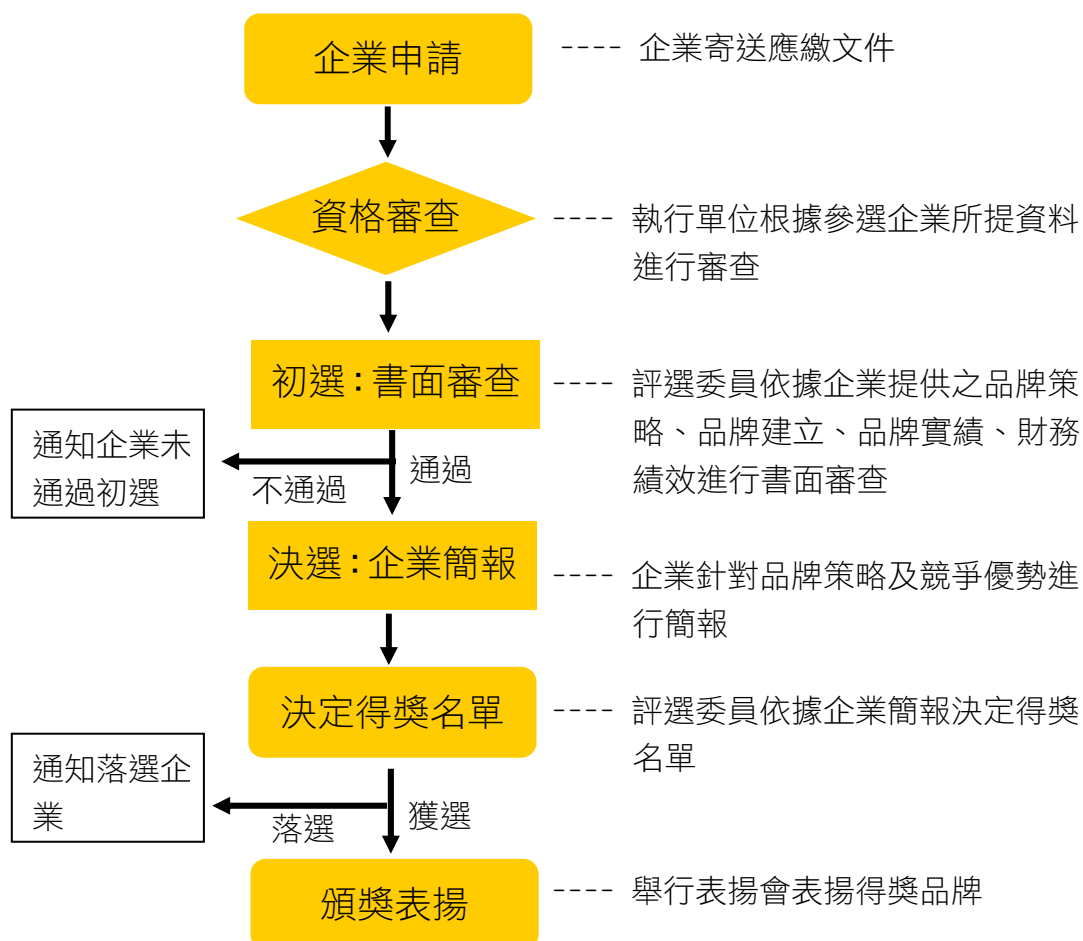 企業申請
---- 企業寄送應繳文件
資格審查
---- 執行單位根據參選企業所提資料
進行審查
初選：書面審查
---- 評選委員依據企業提供之品牌策
略、品牌建立、品牌實績、財務
績效進行書面審查
通知企業未
通過初選
不通過
通過
決選：企業簡報
---- 企業針對品牌策略及競爭優勢進
行簡報
決定得獎名單
---- 評選委員依據企業簡報決定得獎
名單
通知落選企
業
落選
獲選
頒獎表揚
---- 舉行表揚會表揚得獎品牌